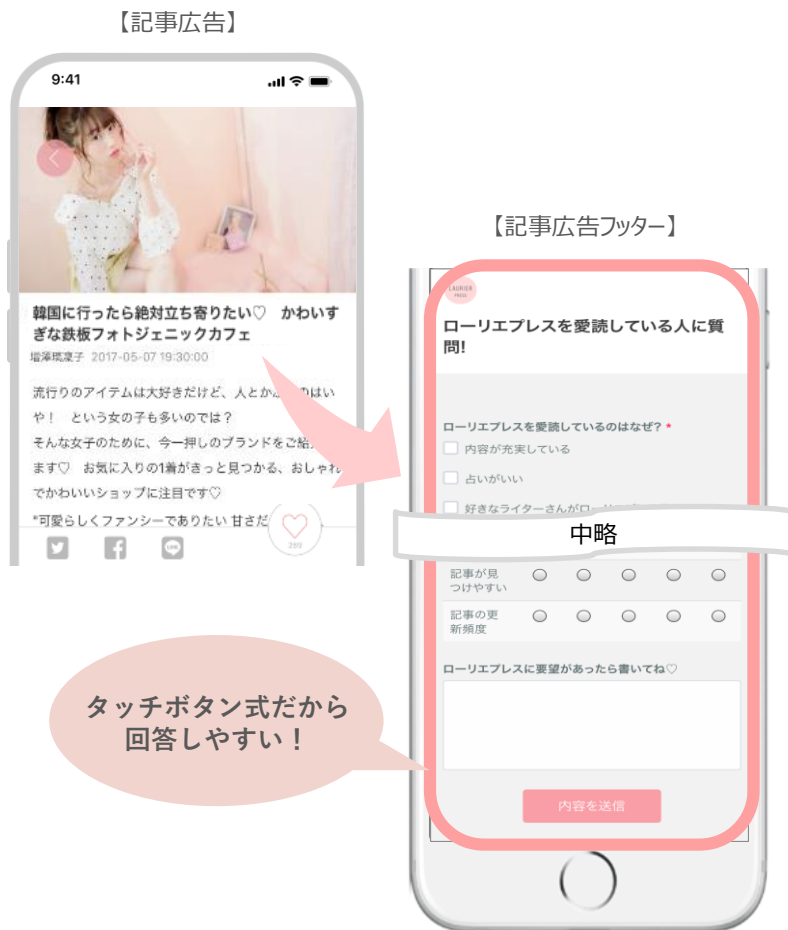 【記事広告】
9:41
韓国に行ったら絶対立ち寄りたい♡　かわいす
ぎな鉄板フォトジェニックカフェ
2017-05-07 19:30:00
流行りのアイテムは大好きだけど、人とか
のはい
や！　という女の子も多いのでは？
そんな女子のために、今一押しのブランドをご紹
ます♡　お気に入りの1着がきっと見つかる、おしゃれ
でかわいいショップに注目です♡
*可愛らしくファンシーでありたい 甘さだ
289
【記事広告フッター】
LAURIER
PRESS
ローリエプレスを愛読している人に質
問!
ローリエプレスを愛読しているのはなぜ? *
内容が充実している
占いがいい
好きなライターさんが
中略
記事が見
つけやすい
記事の更
新頻度
ローリエプレスに要望があったら書いてね♡
内容を送信
タッチボタン式だから
回答しやすい！